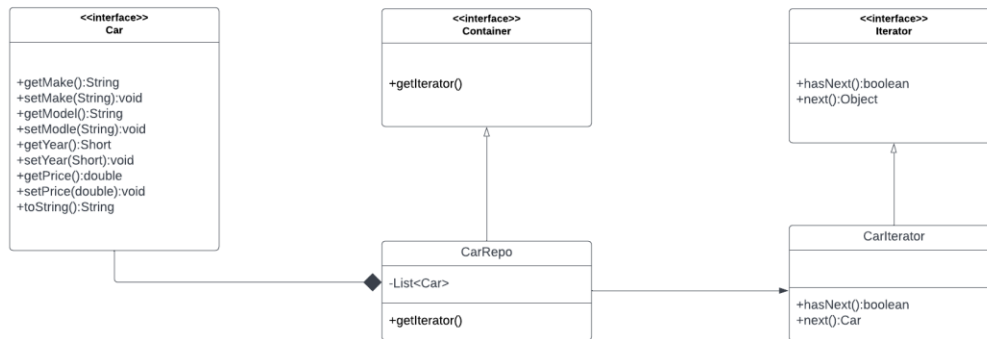 <<interface>>
Car
+getMake():String
+setMake(String):void
+getModel():String
+setModle(String):void
+getYear():Short
+setYear(Short):void
+getPrice():double
+setPrice(double):void
+toString():String
<<interface>>
Container
+getIterator()
<<interface>>
Iterator
+hasNext():boolean
+next():Object
CarRepo
-List<Car>
+getIterator()
CarIterator
+hasNext():boolean
+next():Car